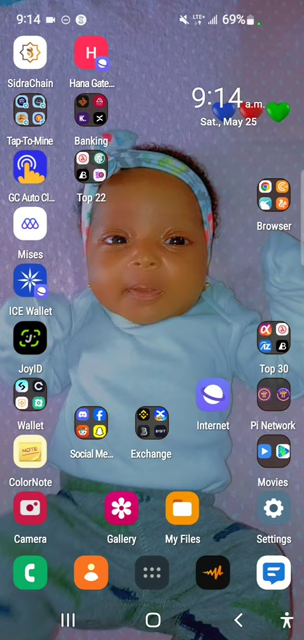 9:14
LTE+
69%
H
SidraChain
Hana Gate...
9:14 a.m.
Sat., May 25
Tap-To-Mine
Banking
GC Auto Cl...
Top 22
Browser
Mises
ICE Wallet
JoyID
Top 30
Wallet
Social Me...
Exchange
Internet
Pi Network
NOTE
ColorNote
Movies
Camera
Gallery
My Files
Settings